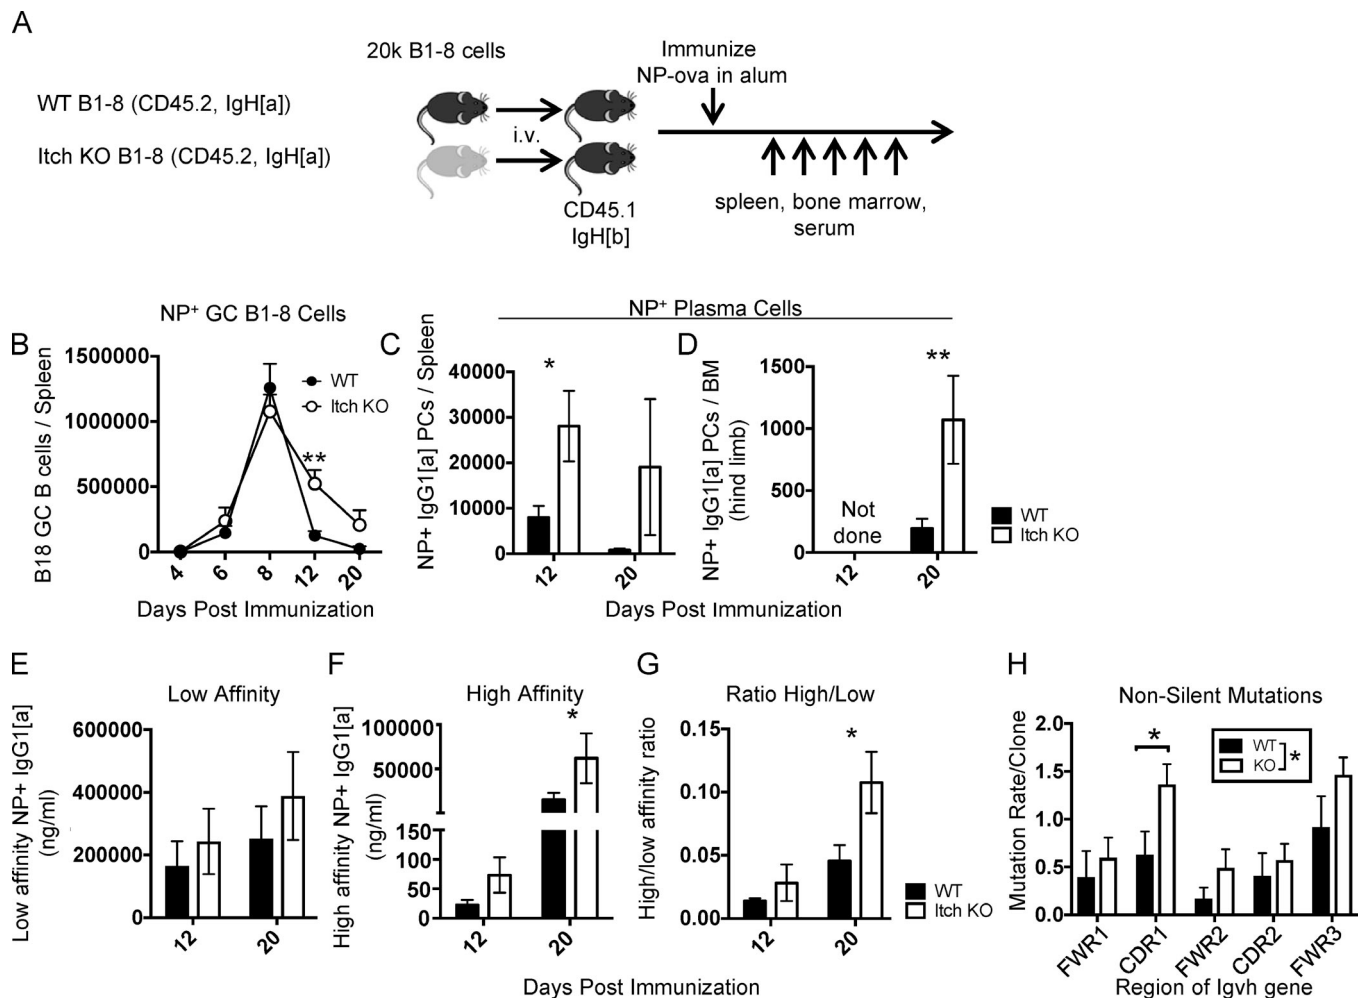 A
20k B1-8 cells
Immunize
NP-ova in alum
WT B1-8 (CD45.2, IgH[a])
i.v.
Itch KO B1-8 (CD45.2, IgH[a])
CD45.1
IgH[b]
spleen, bone marrow,
serum
B
NP+ GC B1-8 Cells
B18 GC B cells / Spleen
1500000
1000000
500000
0
WT
Itch KO
**
4
6
8
12
20
Days Post Immunization
NP+ Plasma Cells
C
NP+ IgG1[a] PCs / Spleen
40000
30000
20000
10000
0
*
12
20
D
NP+ IgG1[a] PCs / BM
(hind limb)
1500
1000
500
0
**
Not
done
12
20
WT
Itch KO
Days Post Immunization
E
Low Affinity
Low affinity NP+ IgG1[a]
(ng/ml)
600000
400000
200000
0
12
20
F
High Affinity
High affinity NP+ IgG1[a]
(ng/ml)
100000
50000
0
150
100
50
0
*
12
20
G
Ratio High/Low
High/low affinity ratio
0.15
0.10
0.05
0.00
*
12
20
WT
Itch KO
Days Post Immunization
H
Non-Silent Mutations
Mutation Rate/Clone
2.0
1.5
1.0
0.5
0.0
*
WT
KO
*
FWR1
CDR1
FWR2
CDR2
FWR3
Region of Igvh gene